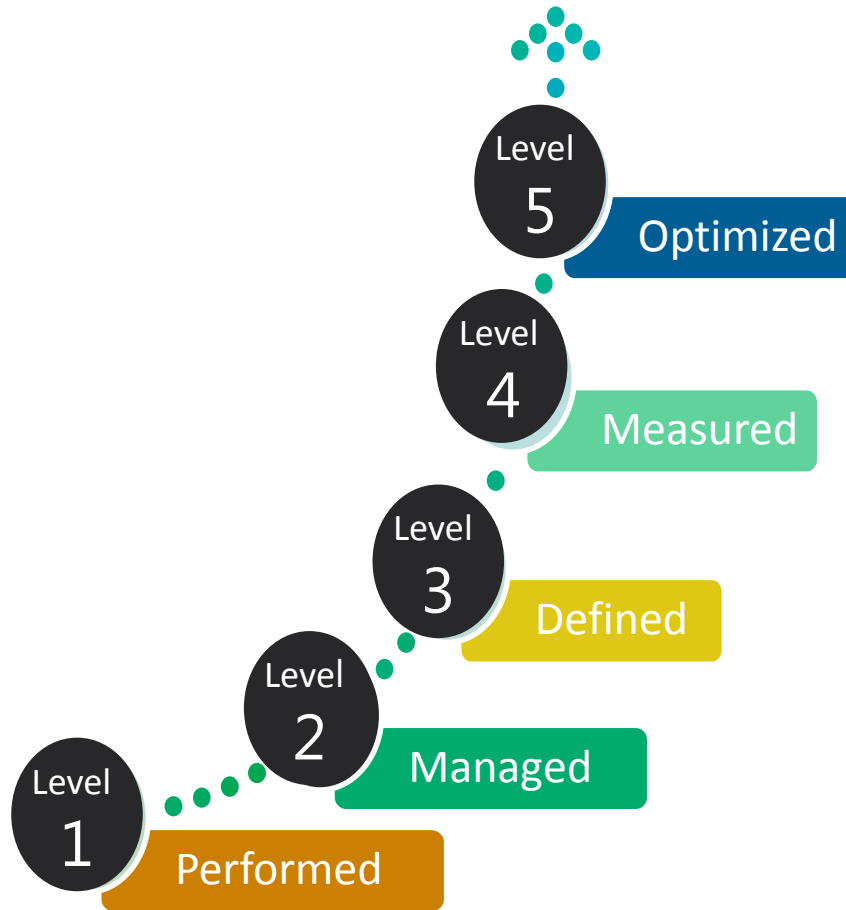 Level
5
Optimized
Level
4
Measured
Level
3
Defined
Level
2
Managed
Level
1
Performed